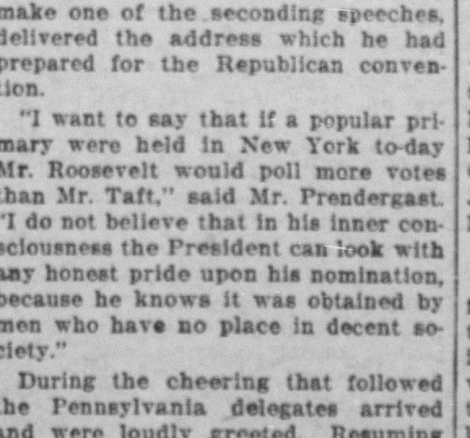 make one of the seconding speeches,
delivered the address which he had
prepared for the Republican conven-
tion.
"I want to say that if a popular pri-
mary were held in New York to-day
Mr. Roosevelt would poll more votes
than Mr. Taft," said Mr. Prendergast.
"I do not believe that in his inner con-
sciousness the President can look with
any honest pride upon his nomination,
because he knows it was obtained by
men who have no place in decent so-
ciety."
During the cheering that followed
the Pennsylvania delegates arrived
and were loudly greeted. Resuming